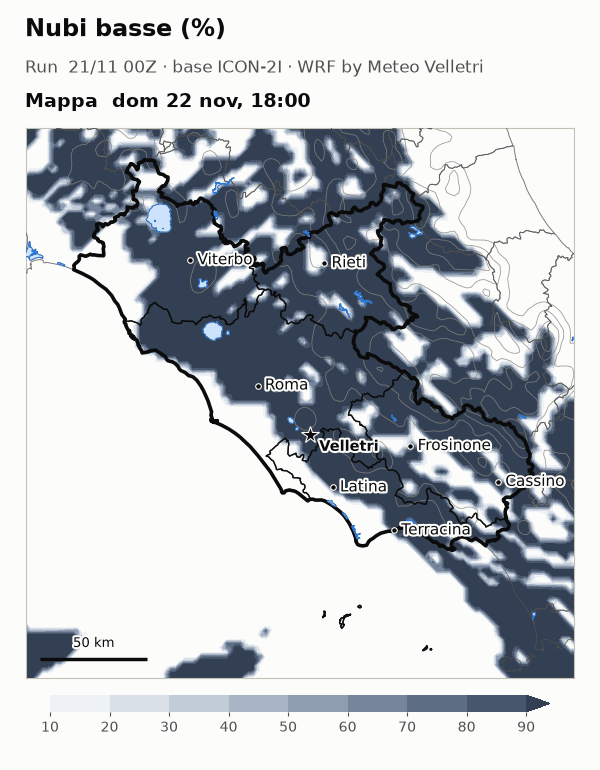 Nubi basse (%)
Run  21/11 00Z · base ICON-2I · WRF by Meteo Velletri
Mappa  dom 22 nov, 18:00
Viterbo
Rieti
Roma
Velletri
Frosinone
Latina
Cassino
Terracina
50 km
10 20 30 40 50 60 70 80 90